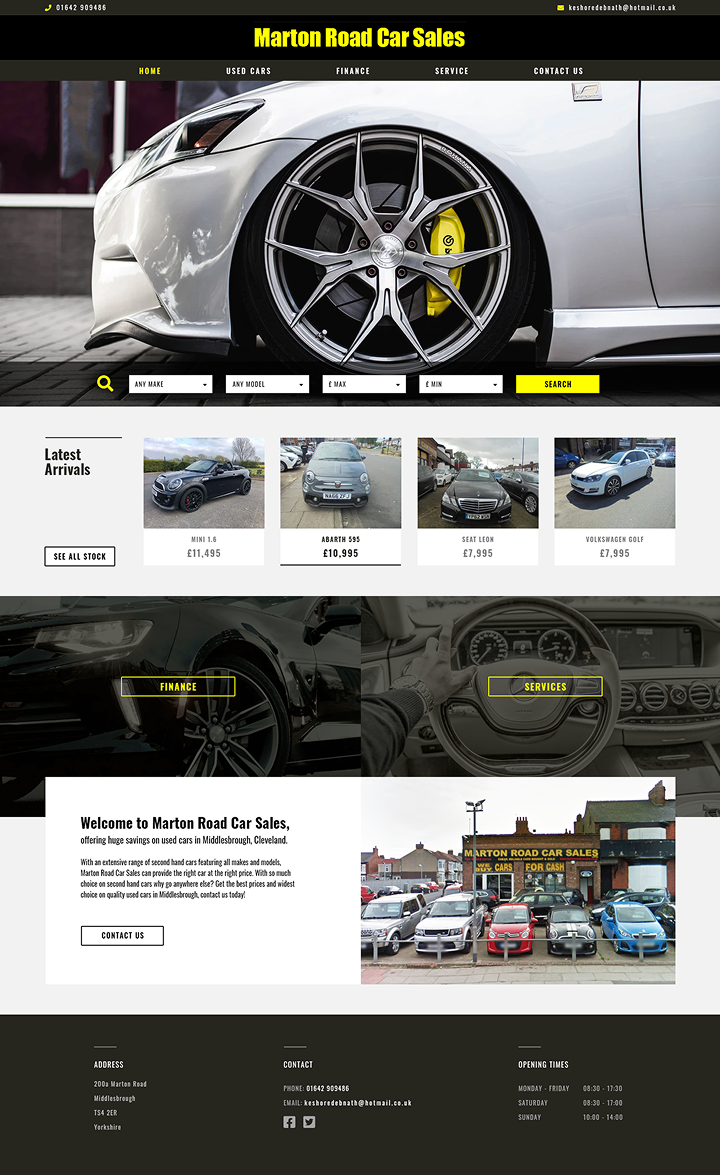 01642 909486
keshoredebnath@hotmail.co.uk
Marton Road Car Sales
HOME
USED CARS
FINANCE
SERVICE
CONTACT US
ANY MAKE
ANY MODEL
£ MAX
£ MIN
SEARCH
Latest
Arrivals
SEE ALL STOCK
NA66 ZFJ
MINI 1.6
£11,495
ABARTH 595
£10,995
SEAT LEON
£7,995
VOLKSWAGEN GOLF
£7,995
FINANCE
SERVICES
Welcome to Marton Road Car Sales,
offering huge savings on used cars in Middlesbrough, Cleveland.
With an extensive range of second hand cars featuring all makes and models,
Marton Road Car Sales can provide the right car at the right price. With so much
choice on second hand cars why go anywhere else? Get the best prices and widest
choice on quality used cars in Middlesbrough, contact us today!
CONTACT US
MARTON ROAD CAR SALES
WE BUY CARS FOR CASH
ADDRESS
200a Marton Road
Middlesbrough
TS4 2ER
Yorkshire
CONTACT
PHONE: 01642 909486
EMAIL: keshoredebnath@hotmail.co.uk
OPENING TIMES
MONDAY - FRIDAY 08:30 - 17:30
SATURDAY 08:30 - 17:00
SUNDAY 10:00 - 14:00